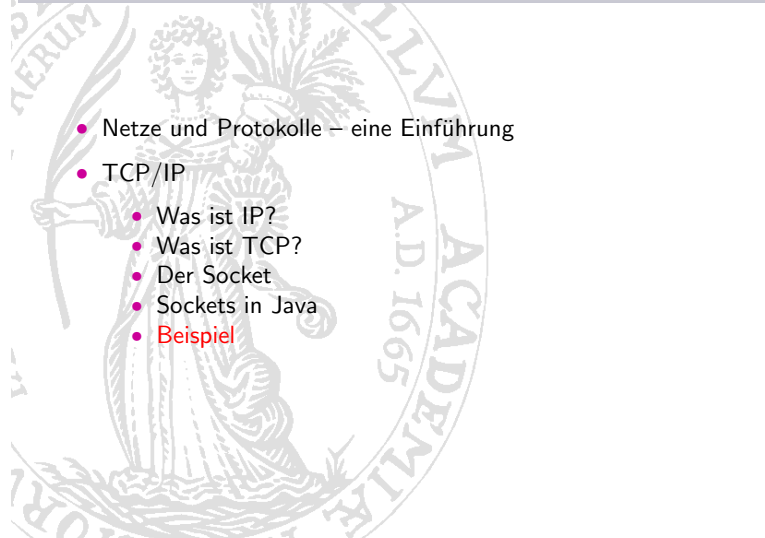 • Netze und Protokolle – eine Einführung
• TCP/IP
• Was ist IP?
• Was ist TCP?
• Der Socket
• Sockets in Java
• Beispiel
ACADEMIÆ
A.D. 1665